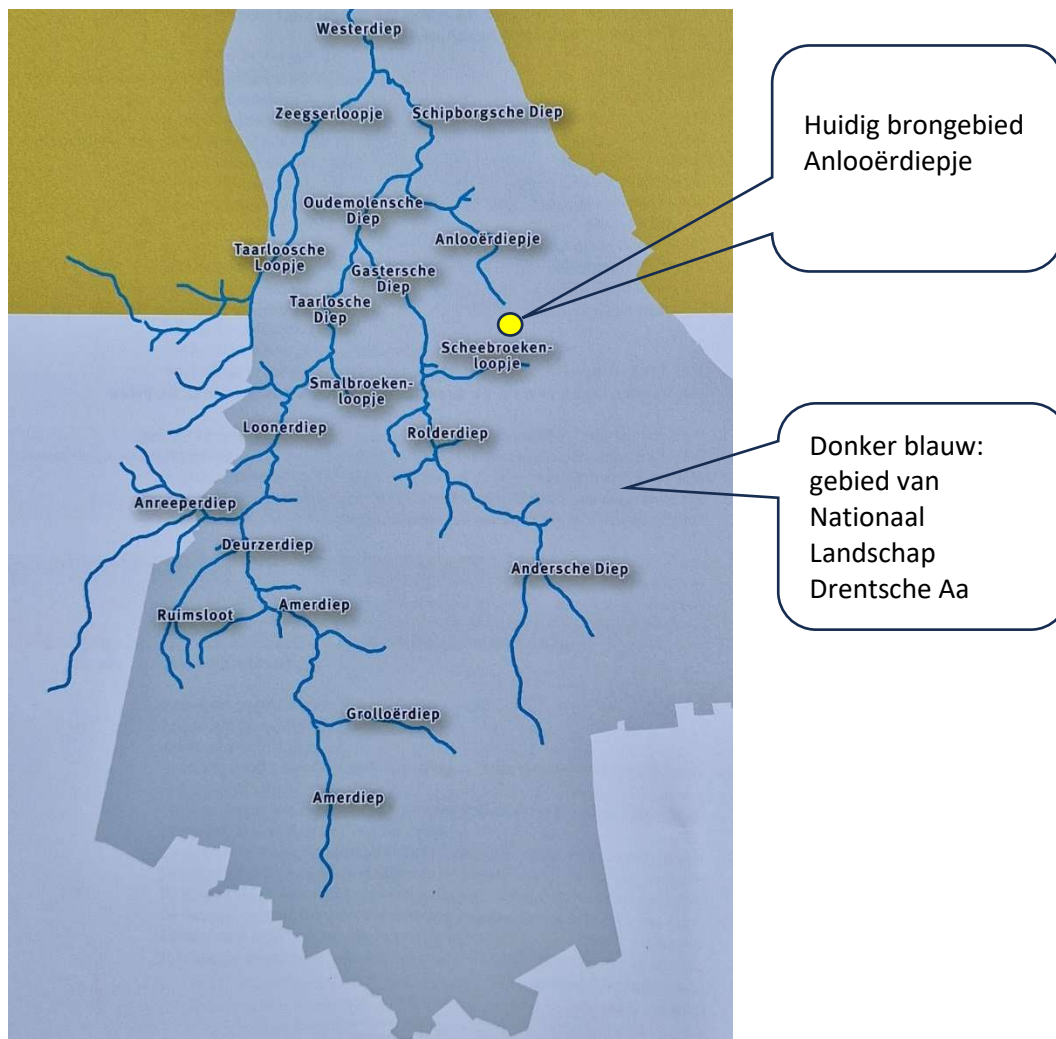 Westerdiep
Zeegserloopje
Schipborgsche Diep
Oudemolensche
Diep
Anlooërdiepje
Taarloosche
Loopje
Gastersche
Diep
Taarlosche
Diep
Scheebroeken-
loopje
Smalbroeken-
loopje
Loonerdiep
Rolderdiep
Anreeperdiep
Deurzerdiep
Andersche Diep
Ruimsloot
Amerdiep
Grolloërdiep
Amerdiep
Huidig brongebied
Anlooërdiepje
Donker blauw:
gebied van
Nationaal
Landschap
Drentsche Aa